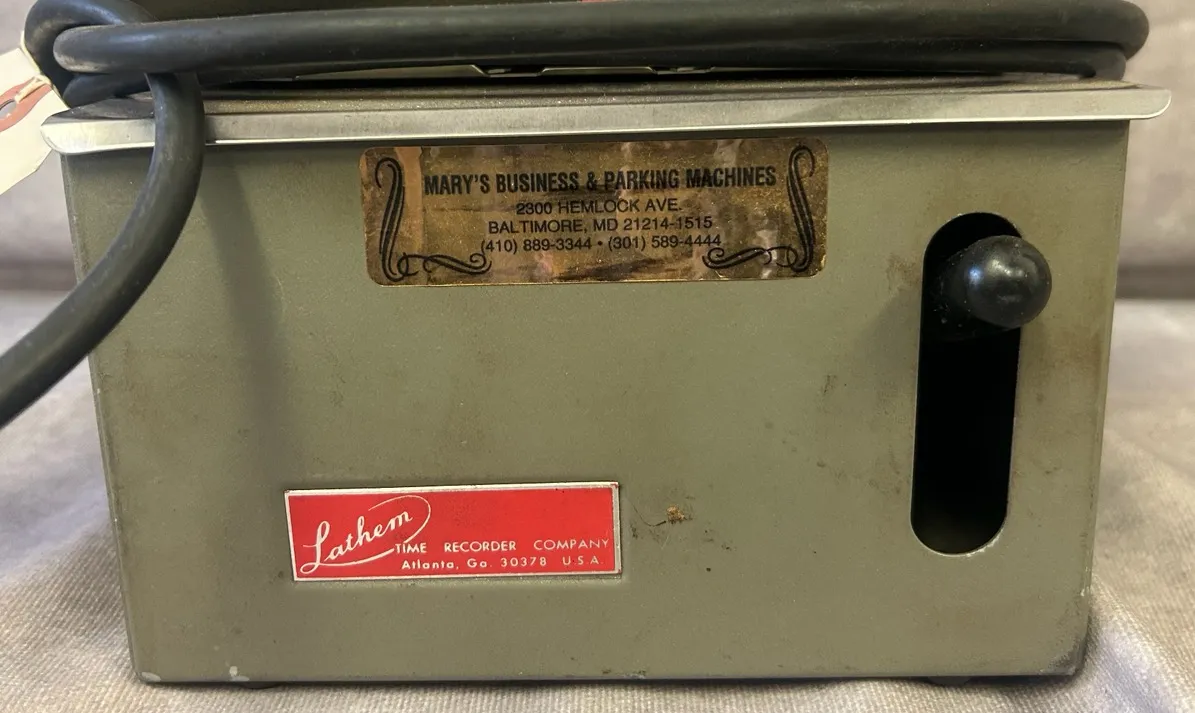 MARY'S BUSINESS & PARKING MACHINES
2300 HEMLOCK AVE.
BALTIMORE, MD 21214-1515
(410) 889-3344 • (301) 589-4444
Lathem
TIME RECORDER COMPANY
Atlanta, Ga. 30378 U.S.A.